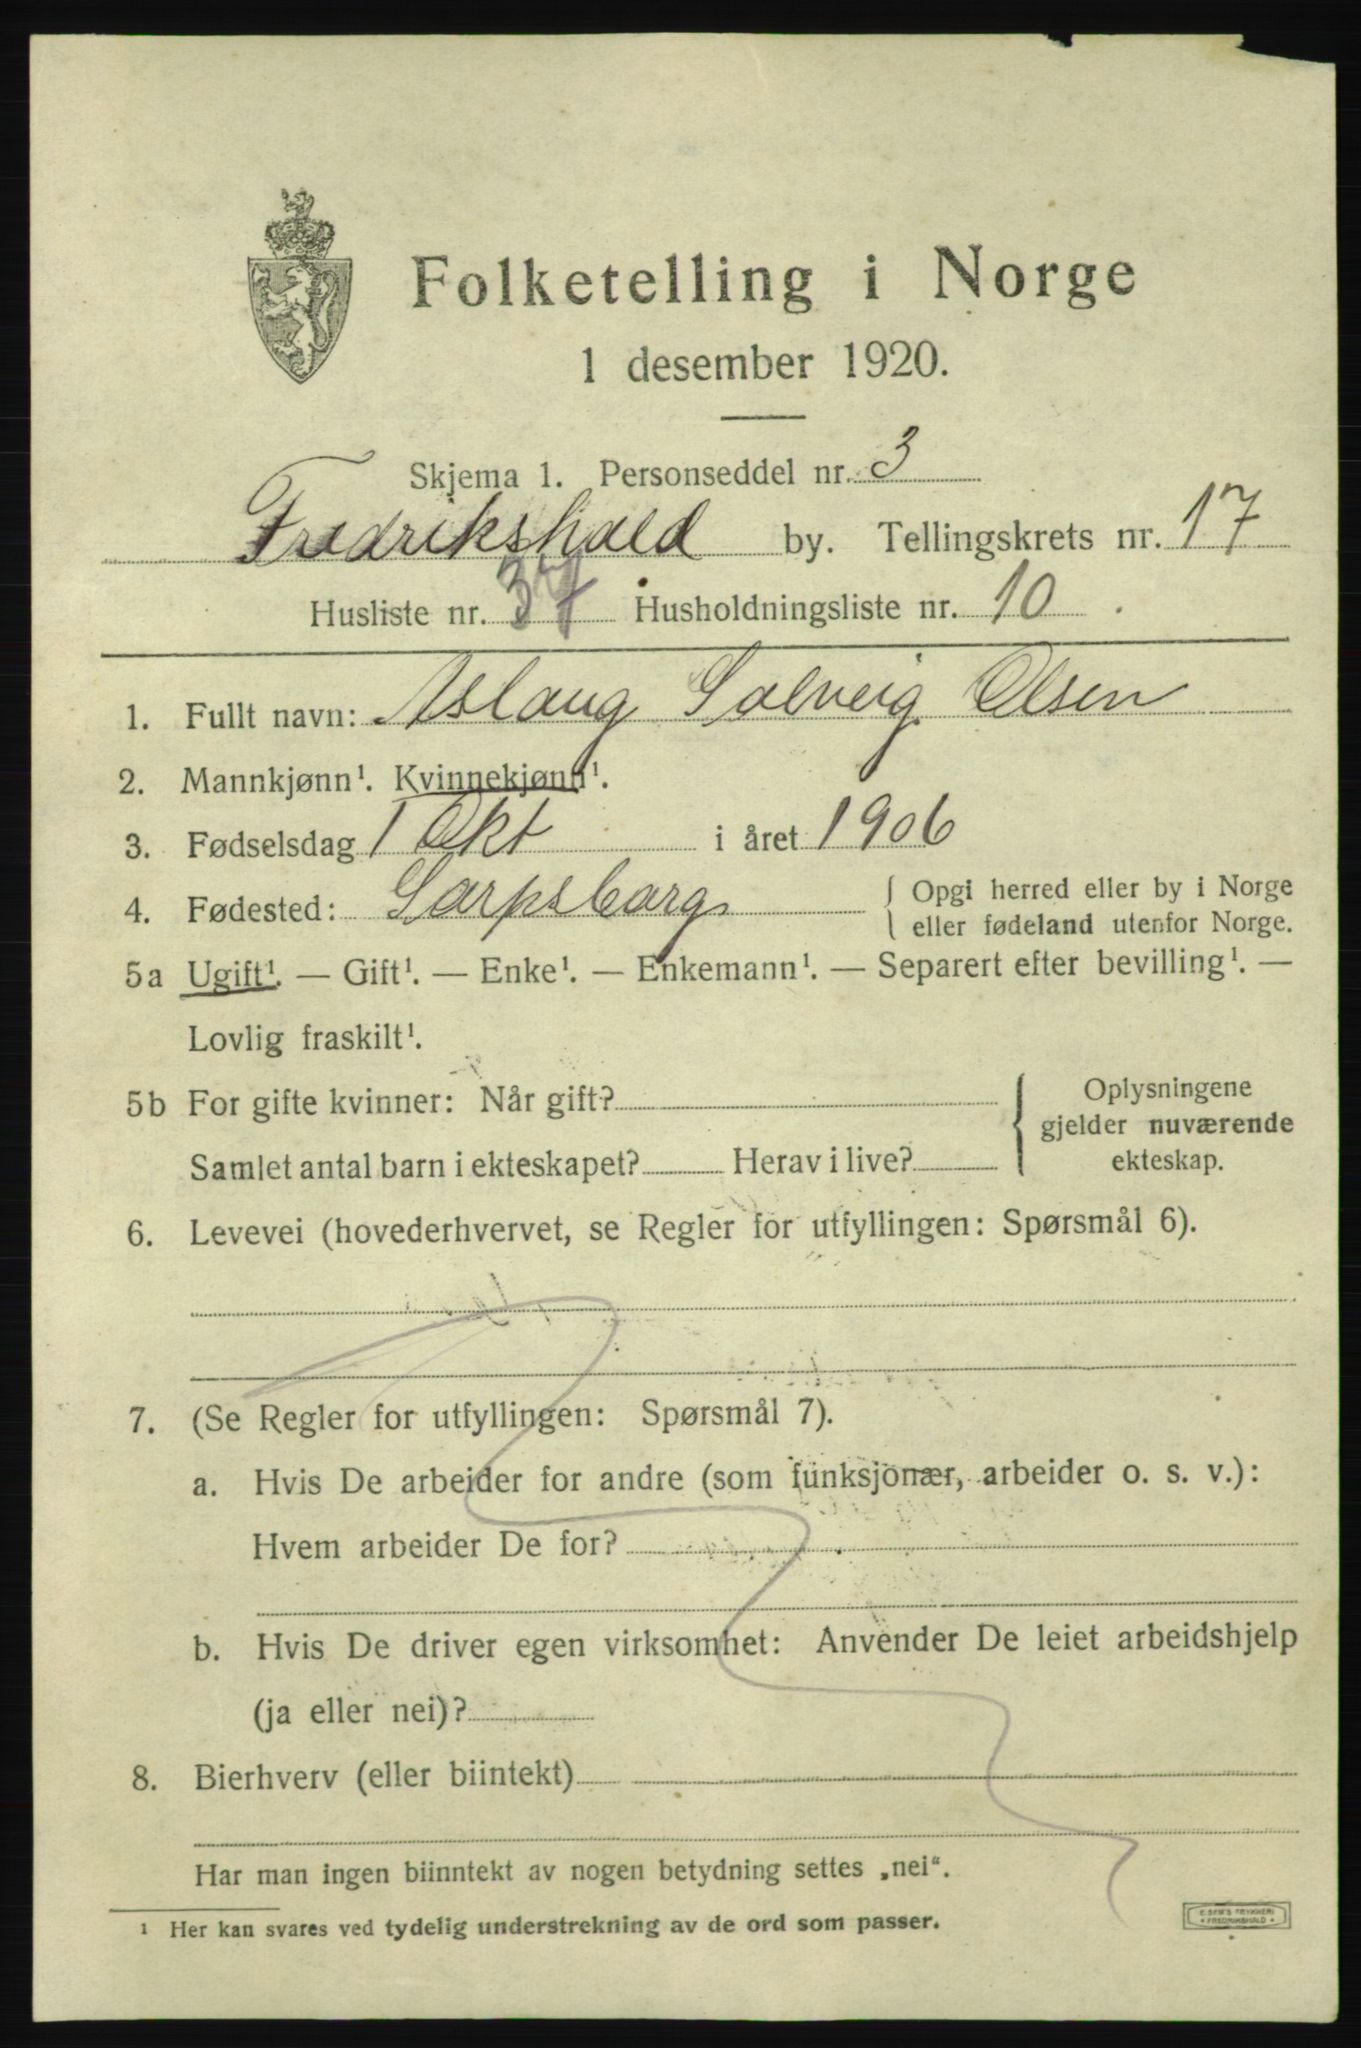 Folketelling i Norge
1 desember 1920.
Skjema 1. Personseddel nr. 3
Fredrikshald by. Tellingskrets nr. 17
Husliste nr. 37 Husholdningsliste nr. 10.
1. Fullt navn: Aslaug Solveig Olsen
2. Mannkjønn¹. Kvinnekjønn¹.
3. Fødselsdag 1 Okt i året 1906
4. Fødested: Sarpsborg { Opgi herred eller by i Norge
eller fødeland utenfor Norge.
5a Ugift¹. — Gift¹. — Enke¹. — Enkemann¹. — Separert efter bevilling¹. —
Lovlig fraskilt¹.
5b For gifte kvinner: Når gift? { Oplysningene
gjelder nuværende
Samlet antal barn i ekteskapet? Herav i live? ekteskap.
6. Levevei (hovederhvervet, se Regler for utfyllingen: Spørsmål 6).
7. (Se Regler for utfyllingen: Spørsmål 7).
a. Hvis De arbeider for andre (som funksjonær, arbeider o. s. v.):
Hvem arbeider De for?
b. Hvis De driver egen virksomhet: Anvender De leiet arbeidshjelp
(ja eller nei)?
8. Bierhverv (eller biintekt)
Har man ingen biinntekt av nogen betydning settes „nei“.
¹ Her kan svares ved tydelig understrekning av de ord som passer.
E. SEM'S TRYKKERI
FREDRIKSHALD